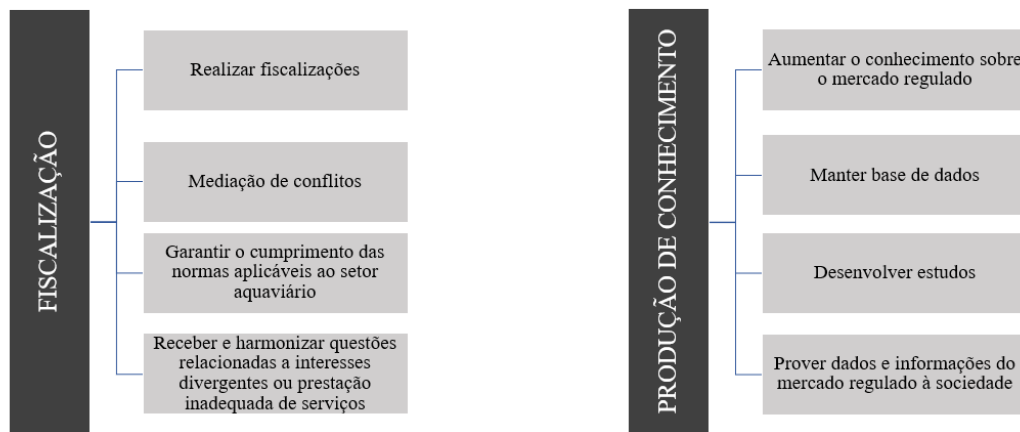 FISCALIZAÇÃO
Realizar fiscalizações
Mediação de conflitos
Garantir o cumprimento das
normas aplicáveis ao setor
aquaviário
Receber e harmonizar questões
relacionadas a interesses
divergentes ou prestação
inadequada de serviços
PRODUÇÃO DE CONHECIMENTO
Aumentar o conhecimento sobre
o mercado regulado
Manter base de dados
Desenvolver estudos
Prover dados e informações do
mercado regulado à sociedade